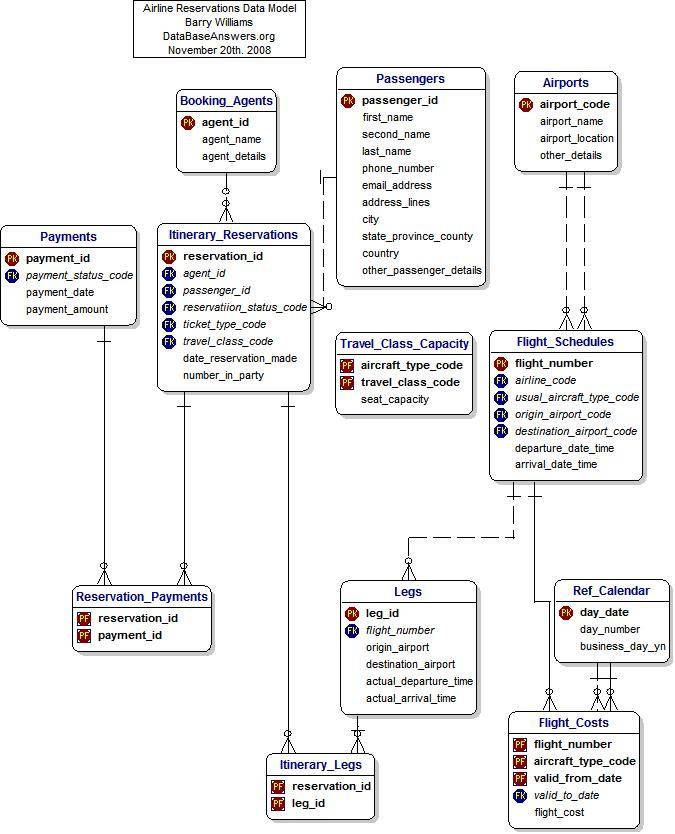 Airline Reservations Data Model
Barry Williams
DataBaseAnswers.org
November 20th. 2008
Booking_Agents
PK agent_id
agent_name
agent_details
Passengers
PK passenger_id
first_name
second_name
last_name
phone_number
email_address
address_lines
city
state_province_county
country
other_passenger_details
Airports
PK airport_code
airport_name
airport_location
other_details
Payments
PK payment_id
FK payment_status_code
payment_date
payment_amount
Itinerary_Reservations
PK reservation_id
FK agent_id
FK passenger_id
FK reservatiion_status_code
FK ticket_type_code
FK travel_class_code
date_reservation_made
number_in_party
Travel_Class_Capacity
PF aircraft_type_code
PF travel_class_code
seat_capacity
Flight_Schedules
PK flight_number
FK airline_code
FK usual_aircraft_type_code
FK origin_airport_code
FK destination_airport_code
departure_date_time
arrival_date_time
Reservation_Payments
PF reservation_id
PF payment_id
Legs
PK leg_id
FK flight_number
origin_airport
destination_airport
actual_departure_time
actual_arrival_time
Ref_Calendar
PK day_date
day_number
business_day_yn
Itinerary_Legs
PF reservation_id
PF leg_id
Flight_Costs
PF flight_number
PF aircraft_type_code
PF valid_from_date
FK valid_to_date
flight_cost